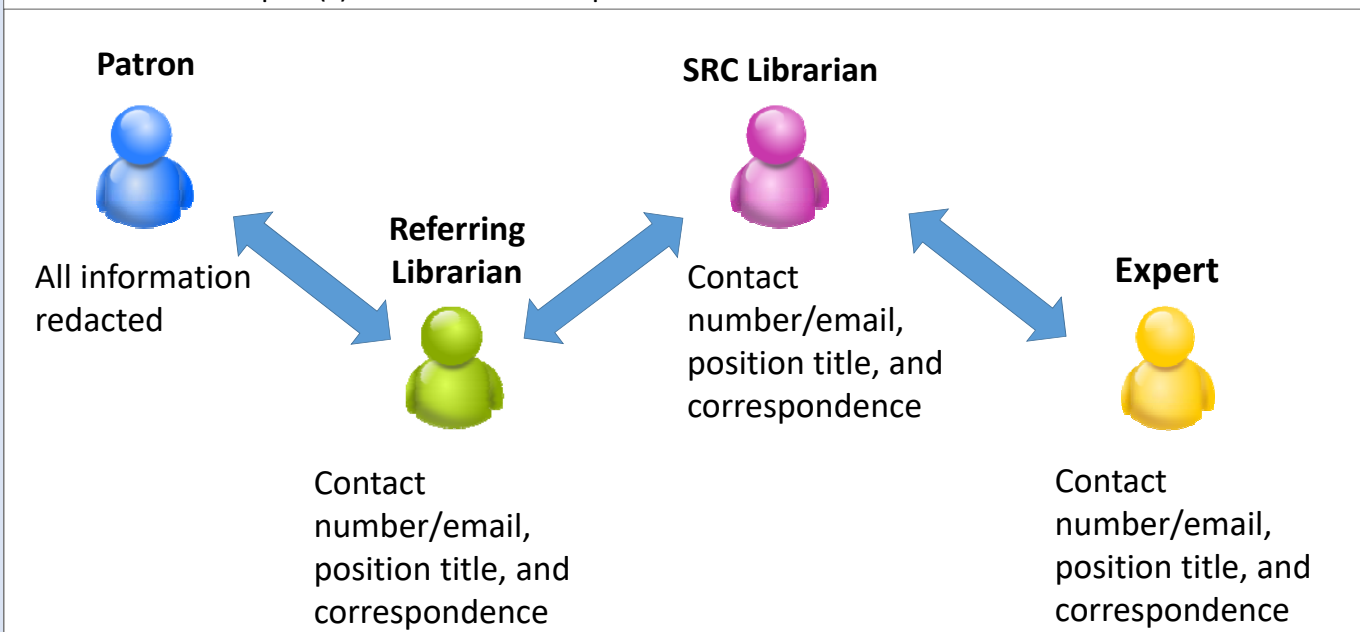 Patron
All information
redacted
Referring
Librarian
Contact
number/email,
position title, and
correspondence
SRC Librarian
Contact
number/email,
position title, and
correspondence
Expert
Contact
number/email,
position title, and
correspondence